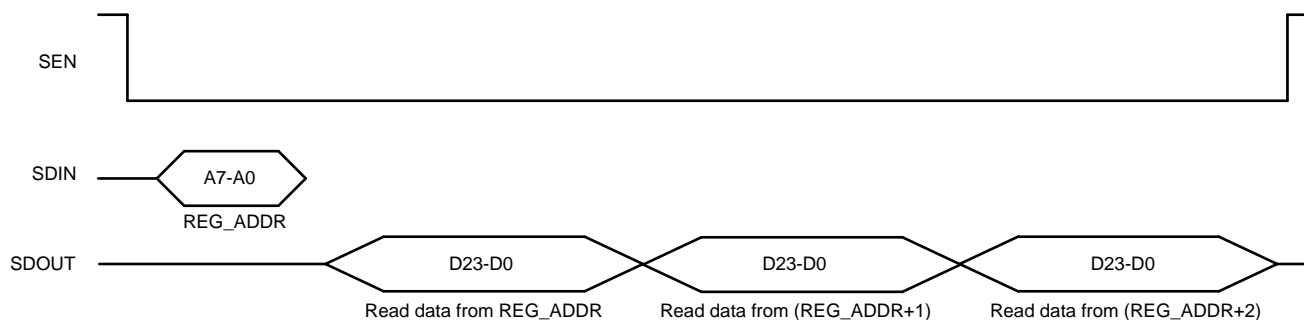 SEN
SDIN
A7-A0
REG_ADDR
SDOUT
D23-D0
D23-D0
D23-D0
Read data from REG_ADDR
Read data from (REG_ADDR+1)
Read data from (REG_ADDR+2)